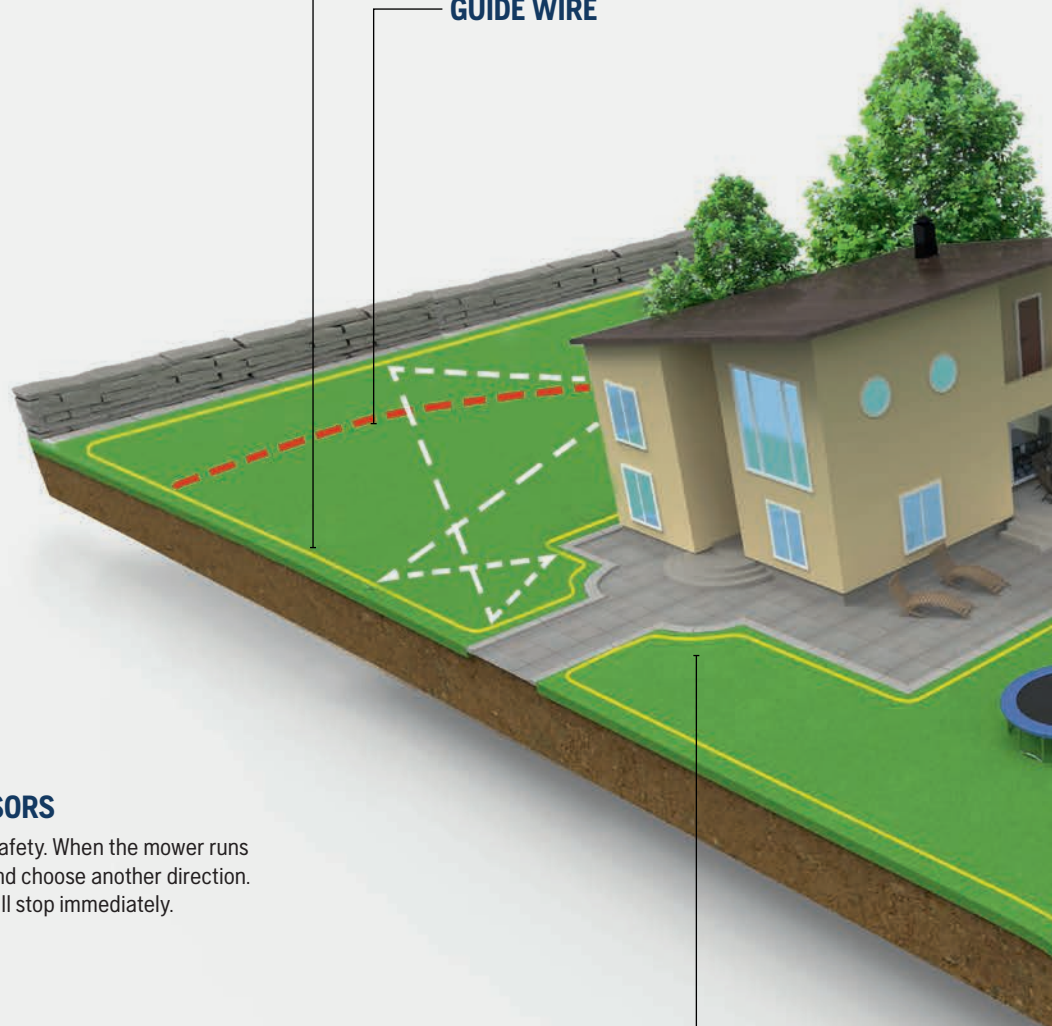 GUIDE WIRE
SORS
afety. When the mower runs
nd choose another direction.
ll stop immediately.